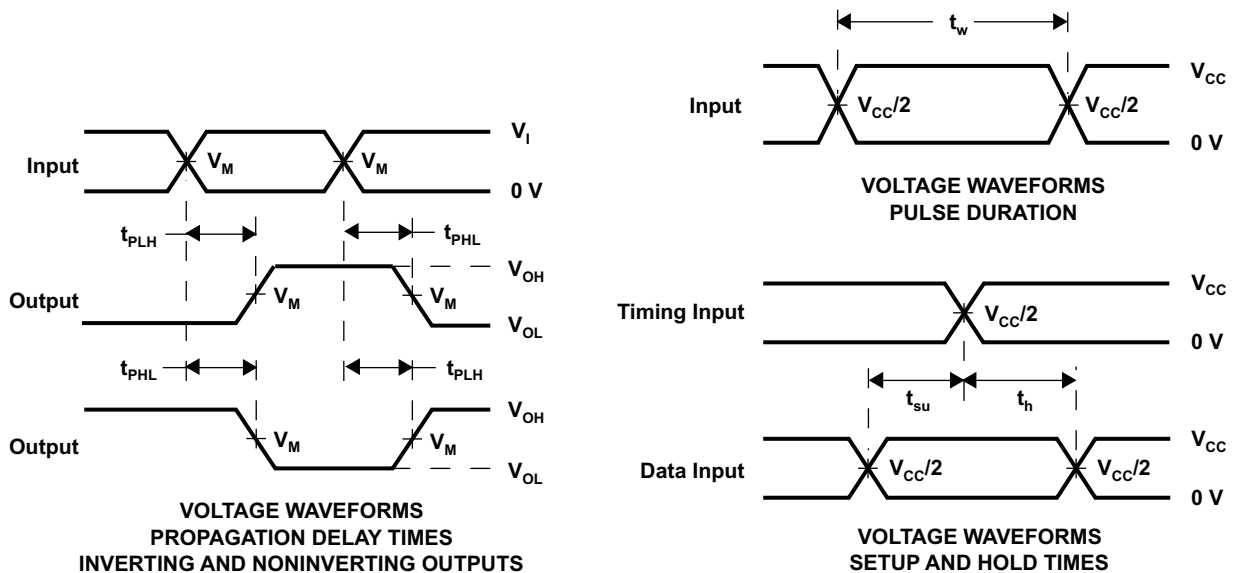 Input
V_M
V_M
V_I
0 V
t_PLH
t_PHL
Output
V_M
V_M
V_OH
V_OL
t_PHL
t_PLH
Output
V_M
V_M
V_OH
V_OL
VOLTAGE WAVEFORMS
PROPAGATION DELAY TIMES
INVERTING AND NONINVERTING OUTPUTS
t_w
Input
V_CC/2
V_CC/2
V_CC
0 V
VOLTAGE WAVEFORMS
PULSE DURATION
Timing Input
V_CC/2
V_CC
0 V
t_su
t_h
Data Input
V_CC/2
V_CC/2
V_CC
0 V
VOLTAGE WAVEFORMS
SETUP AND HOLD TIMES